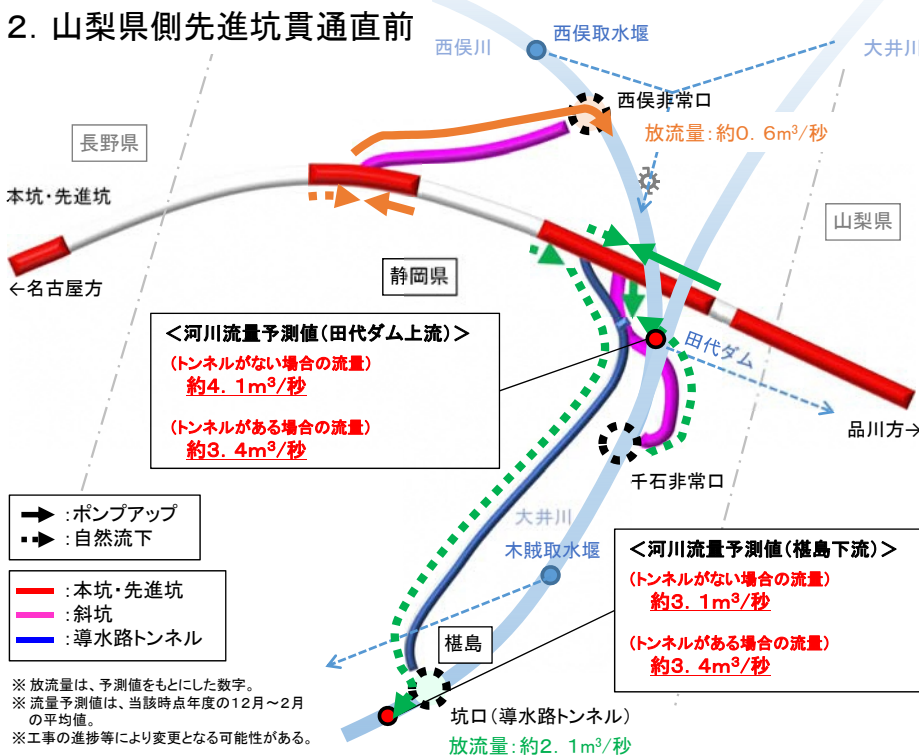 2. 山梨県側先進坑貫通直前
西俣川
西俣取水堰
大井川
西俣非常口
長野県
放流量:約0.6m³/秒
本坑・先進坑
山梨県
静岡県
←名古屋方
<河川流量予測値(田代ダム上流)>
(トンネルがない場合の流量)
約4.1m³/秒
(トンネルがある場合の流量)
約3.4m³/秒
田代ダム
品川方→
千石非常口
:ポンプアップ
:自然流下
大井川
木賊取水堰
<河川流量予測値(椹島下流)>
(トンネルがない場合の流量)
約3.1m³/秒
(トンネルがある場合の流量)
約3.4m³/秒
:本坑・先進坑
:斜坑
:導水路トンネル
椹島
※ 放流量は、予測値をもとにした数字。
※ 流量予測値は、当該時点年度の12月~2月
の平均値。
※工事の進捗等により変更となる可能性がある。
坑口(導水路トンネル)
放流量:約2.1m³/秒